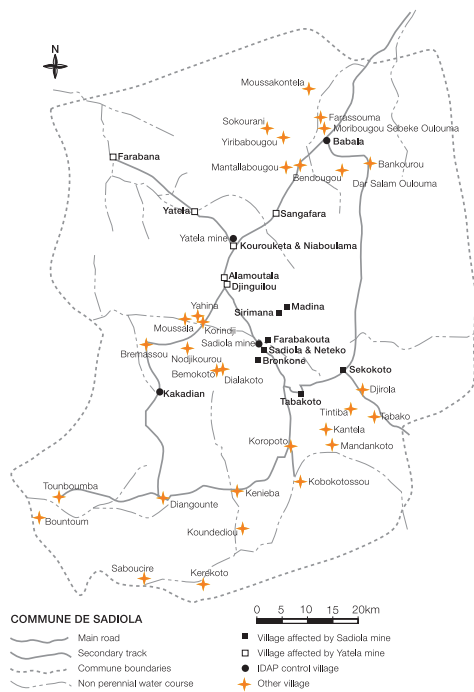 N
Moussakontela
Farassouma
Sokourani
Moribougou Sebeke Oulouma
Yiribabougou
Babala
Farabana
Mantallabougou
Bankourou
Bendougou
Dar Salam Oulouma
Yatela
Sangafara
Yatela mine
Kourouketa & Niaboulama
Alamoutala
Djinguilou
Yahina
Madina
Sirimana
Moussala
Korindji
Sadiola mine
Farabakouta
Sadiola & Neteko
Bremassou
Nodjikourou
Bronkone
Bemokoto
Dialakoto
Sekokoto
Kakadian
Tabakoto
Djirola
Tintiba
Tabako
Kantela
Koropoto
Mandankoto
Tounboumba
Kobokotossou
Diangounte
Kenieba
Bountoum
Koundediou
Saboucire
Kerekoto
COMMUNE DE SADIOLA
0 5 10 20km
Main road
Village affected by Sadiola mine
Secondary track
Village affected by Yatela mine
Commune boundaries
IDAP control village
Non perennial water course
Other village